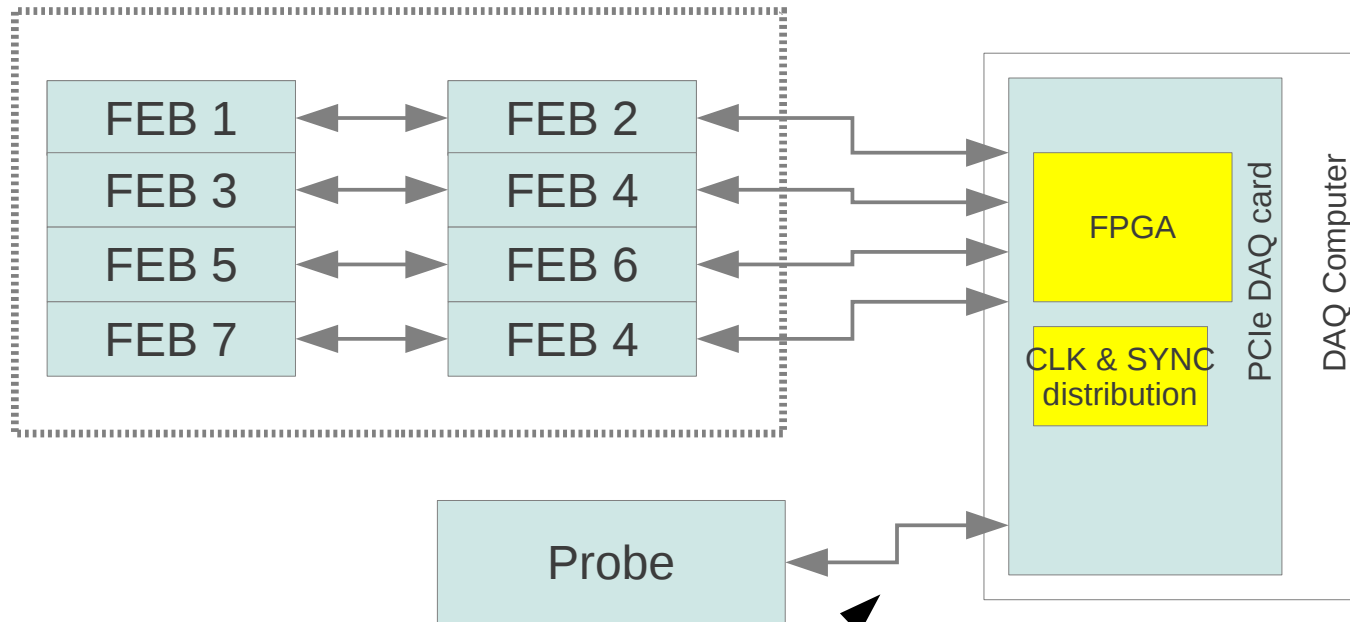 FEB 1
FEB 2
FEB 3
FEB 4
FEB 5
FEB 6
FEB 7
FEB 4
FPGA
CLK & SYNC
distribution
PCIe DAQ card
DAQ Computer
Probe